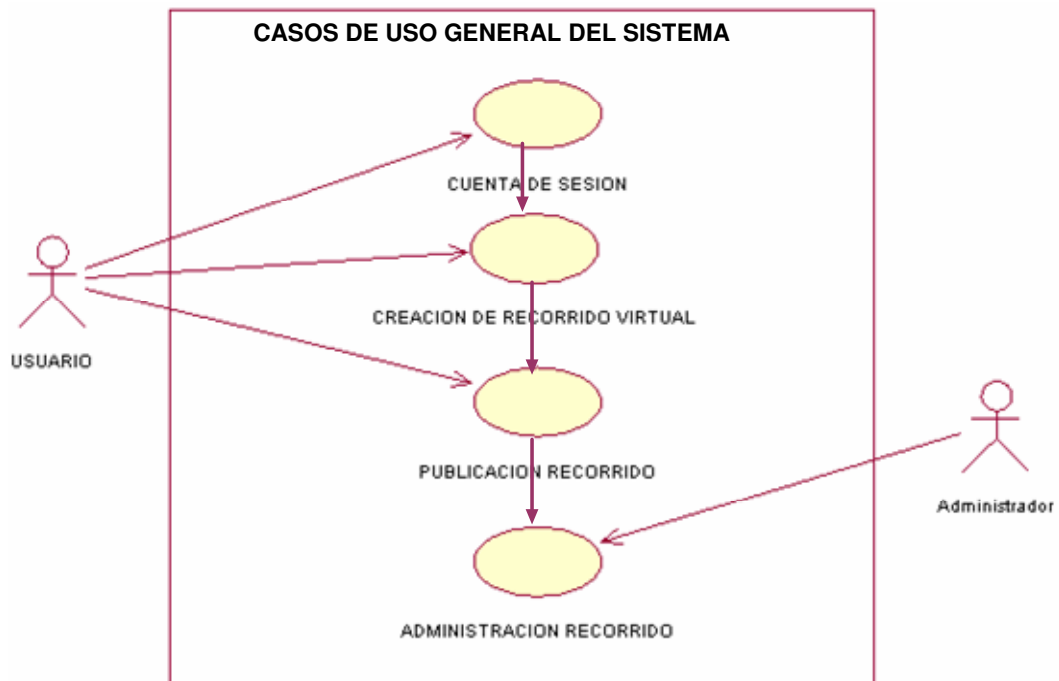 CASOS DE USO GENERAL DEL SISTEMA
CUENTA DE SESION
CREACION DE RECORRIDO VIRTUAL
USUARIO
PUBLICACION RECORRIDO
Administrador
ADMINISTRACION RECORRIDO